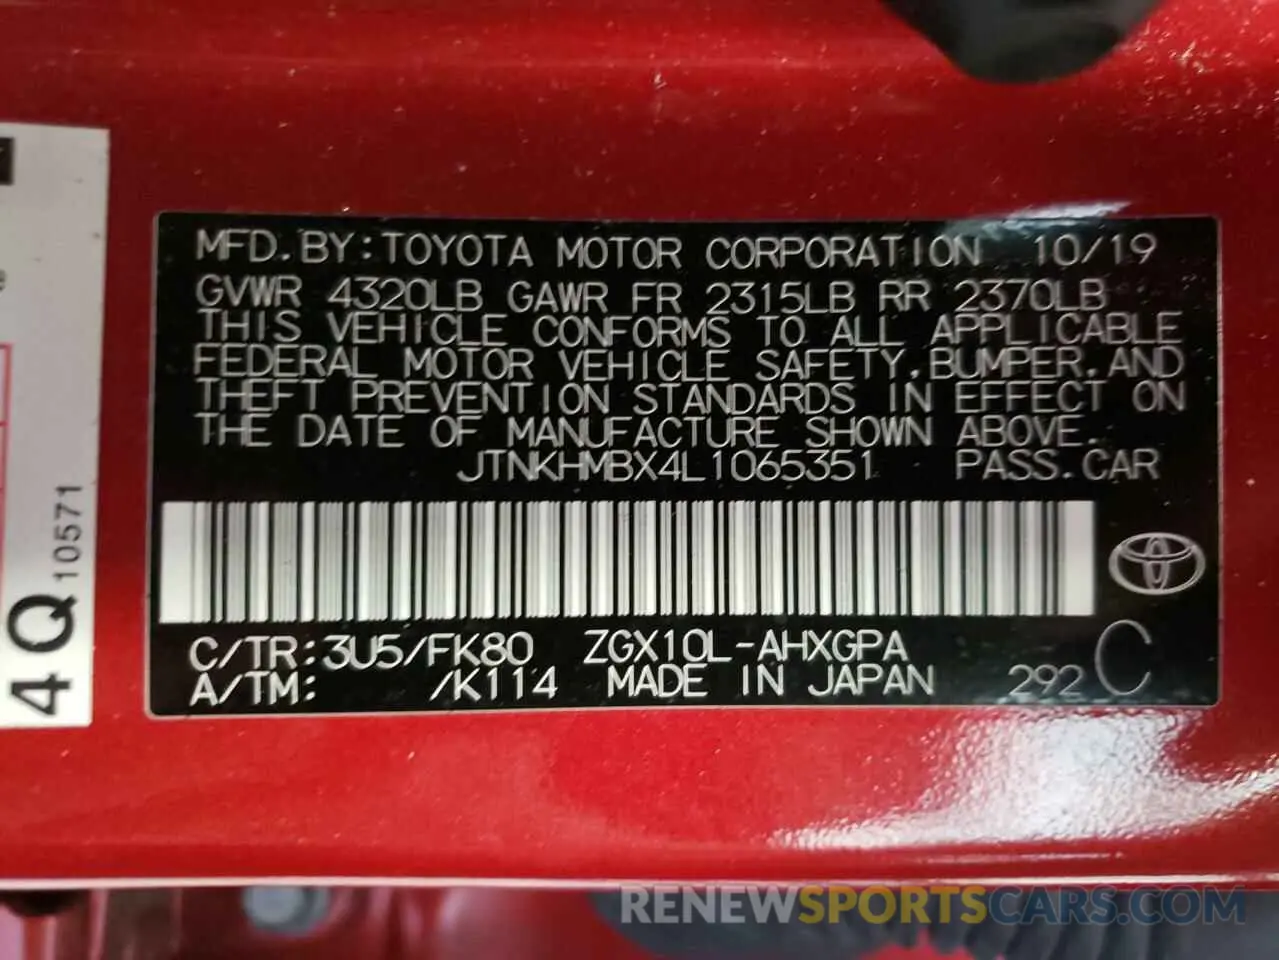 MFD. BY: TOYOTA MOTOR CORPORATION 10/19
GVWR 4320LB GAWR FR 2315LB RR 2370LB
THIS VEHICLE CONFORMS TO ALL APPLICABLE
FEDERAL MOTOR VEHICLE SAFETY, BUMPER, AND
THEFT PREVENTION STANDARDS IN EFFECT ON
THE DATE OF MANUFACTURE SHOWN ABOVE.
JTNKHMBX4L1065351 PASS. CAR
C/TR: 3U5/FK80 ZGX10L-AHXGPA
A/TM: /K114 MADE IN JAPAN 292 C
4Q 10571
RENEWSPORTSCARS.COM